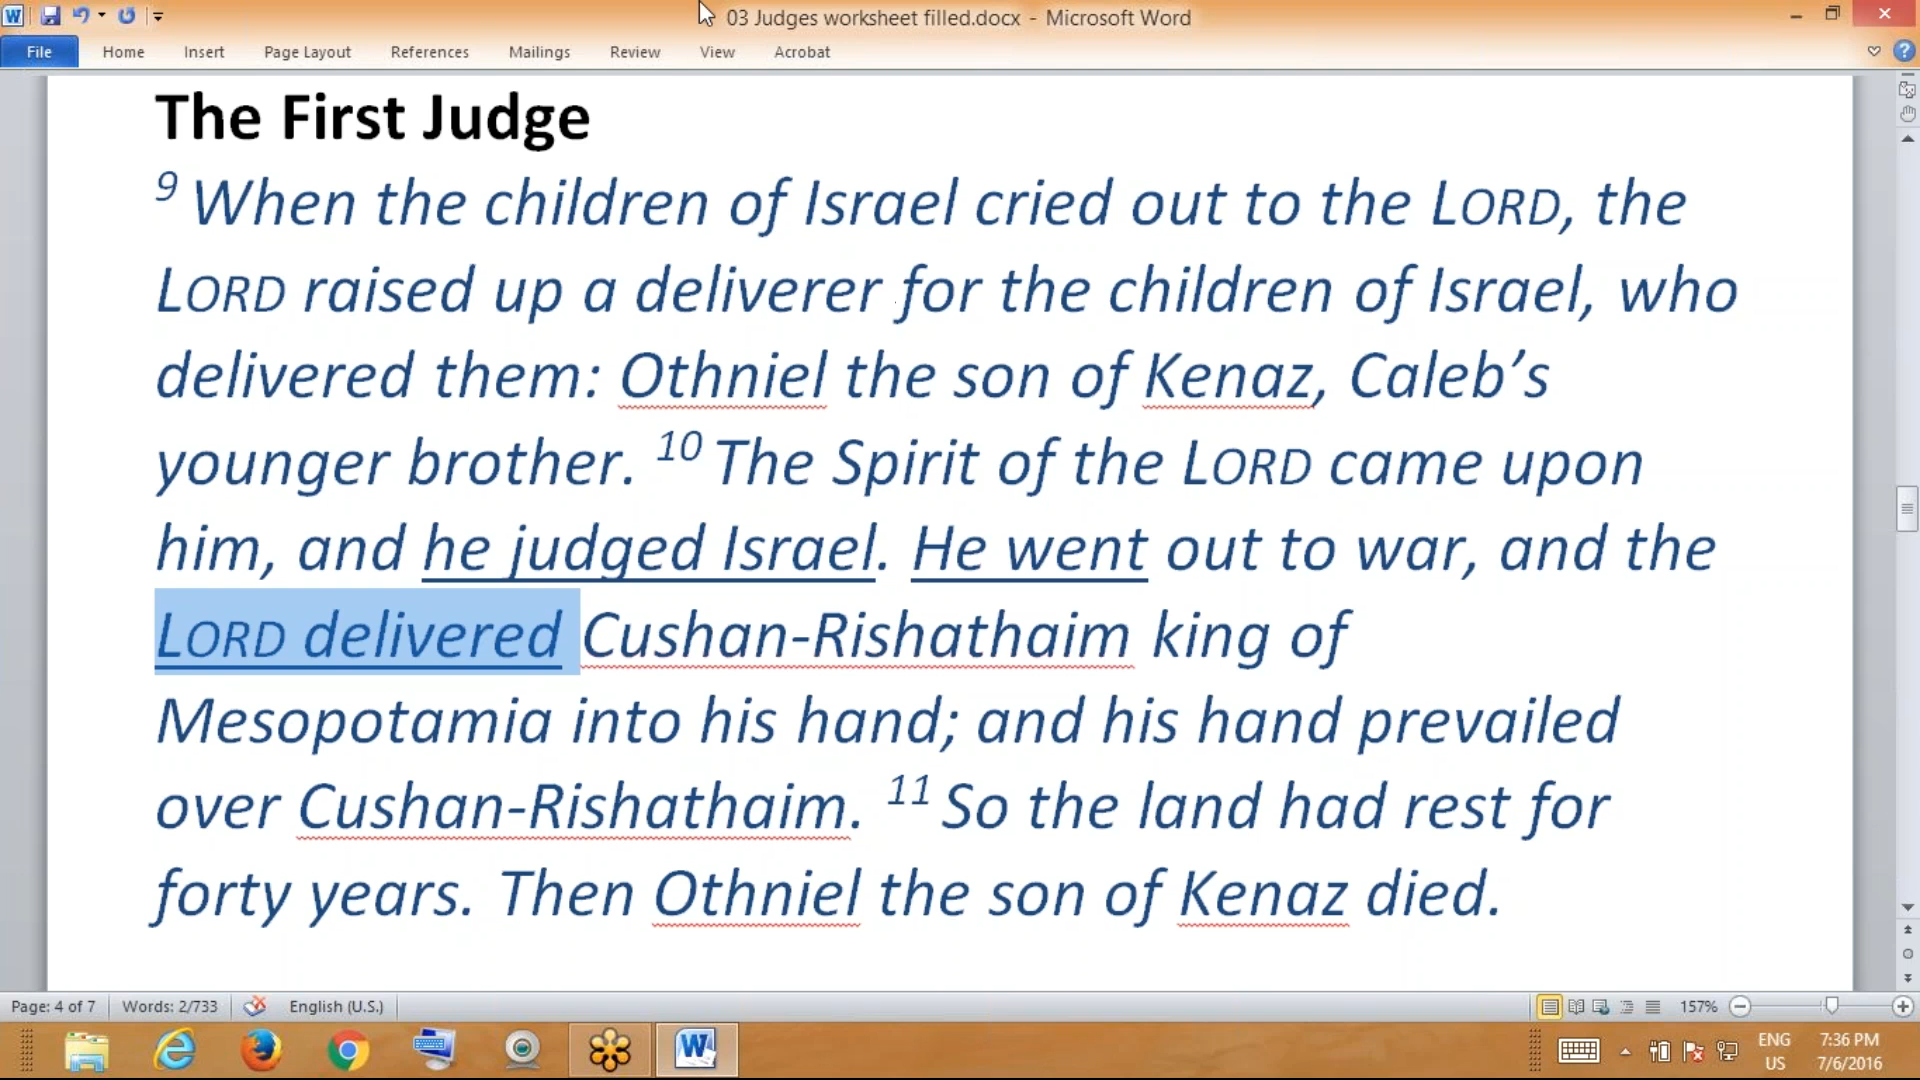 03 Judges worksheet filled.docx - Microsoft Word
File Home Insert Page Layout References Mailings Review View Acrobat
The First Judge
9 When the children of Israel cried out to the LORD, the
LORD raised up a deliverer for the children of Israel, who
delivered them: Othniel the son of Kenaz, Caleb’s
younger brother. 10 The Spirit of the LORD came upon
him, and he judged Israel. He went out to war, and the
LORD delivered Cushan-Rishathaim king of
Mesopotamia into his hand; and his hand prevailed
over Cushan-Rishathaim. 11 So the land had rest for
forty years. Then Othniel the son of Kenaz died.
Page: 4 of 7 Words: 2/733 English (U.S.) 157%
ENG 7:36 PM
US 7/6/2016